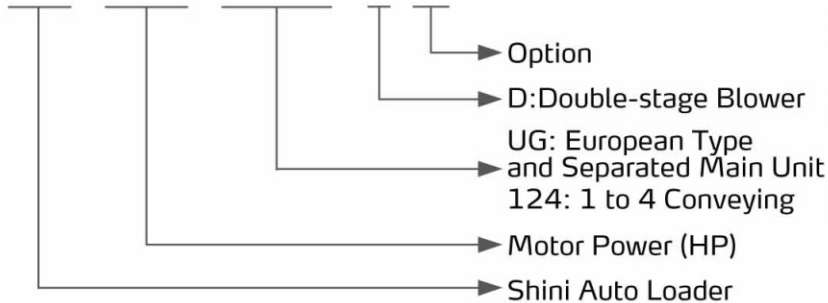 Option
D:Double-stage Blower
UG: European Type
and Separated Main Unit
124: 1 to 4 Conveying
Motor Power (HP)
Shini Auto Loader